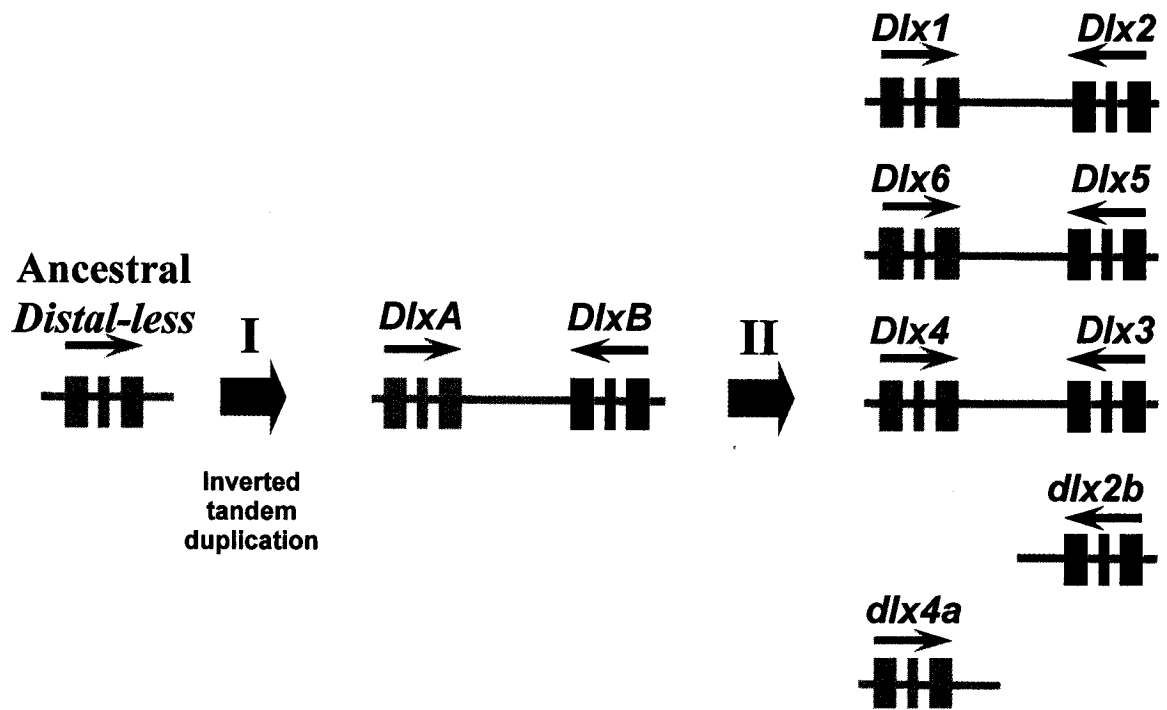 Dlx1
Dlx2
Dlx6
Dlx5
Ancestral
Distal-less
I
DlxA
DlxB
II
Dlx4
Dlx3
Inverted
tandem
duplication
dlx2b
dlx4a